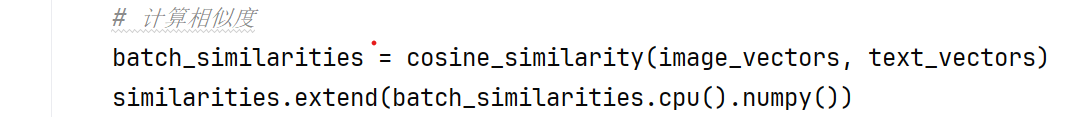 # 计算相似度
batch_similarities = cosine_similarity(image_vectors, text_vectors)
similarities.extend(batch_similarities.cpu().numpy())